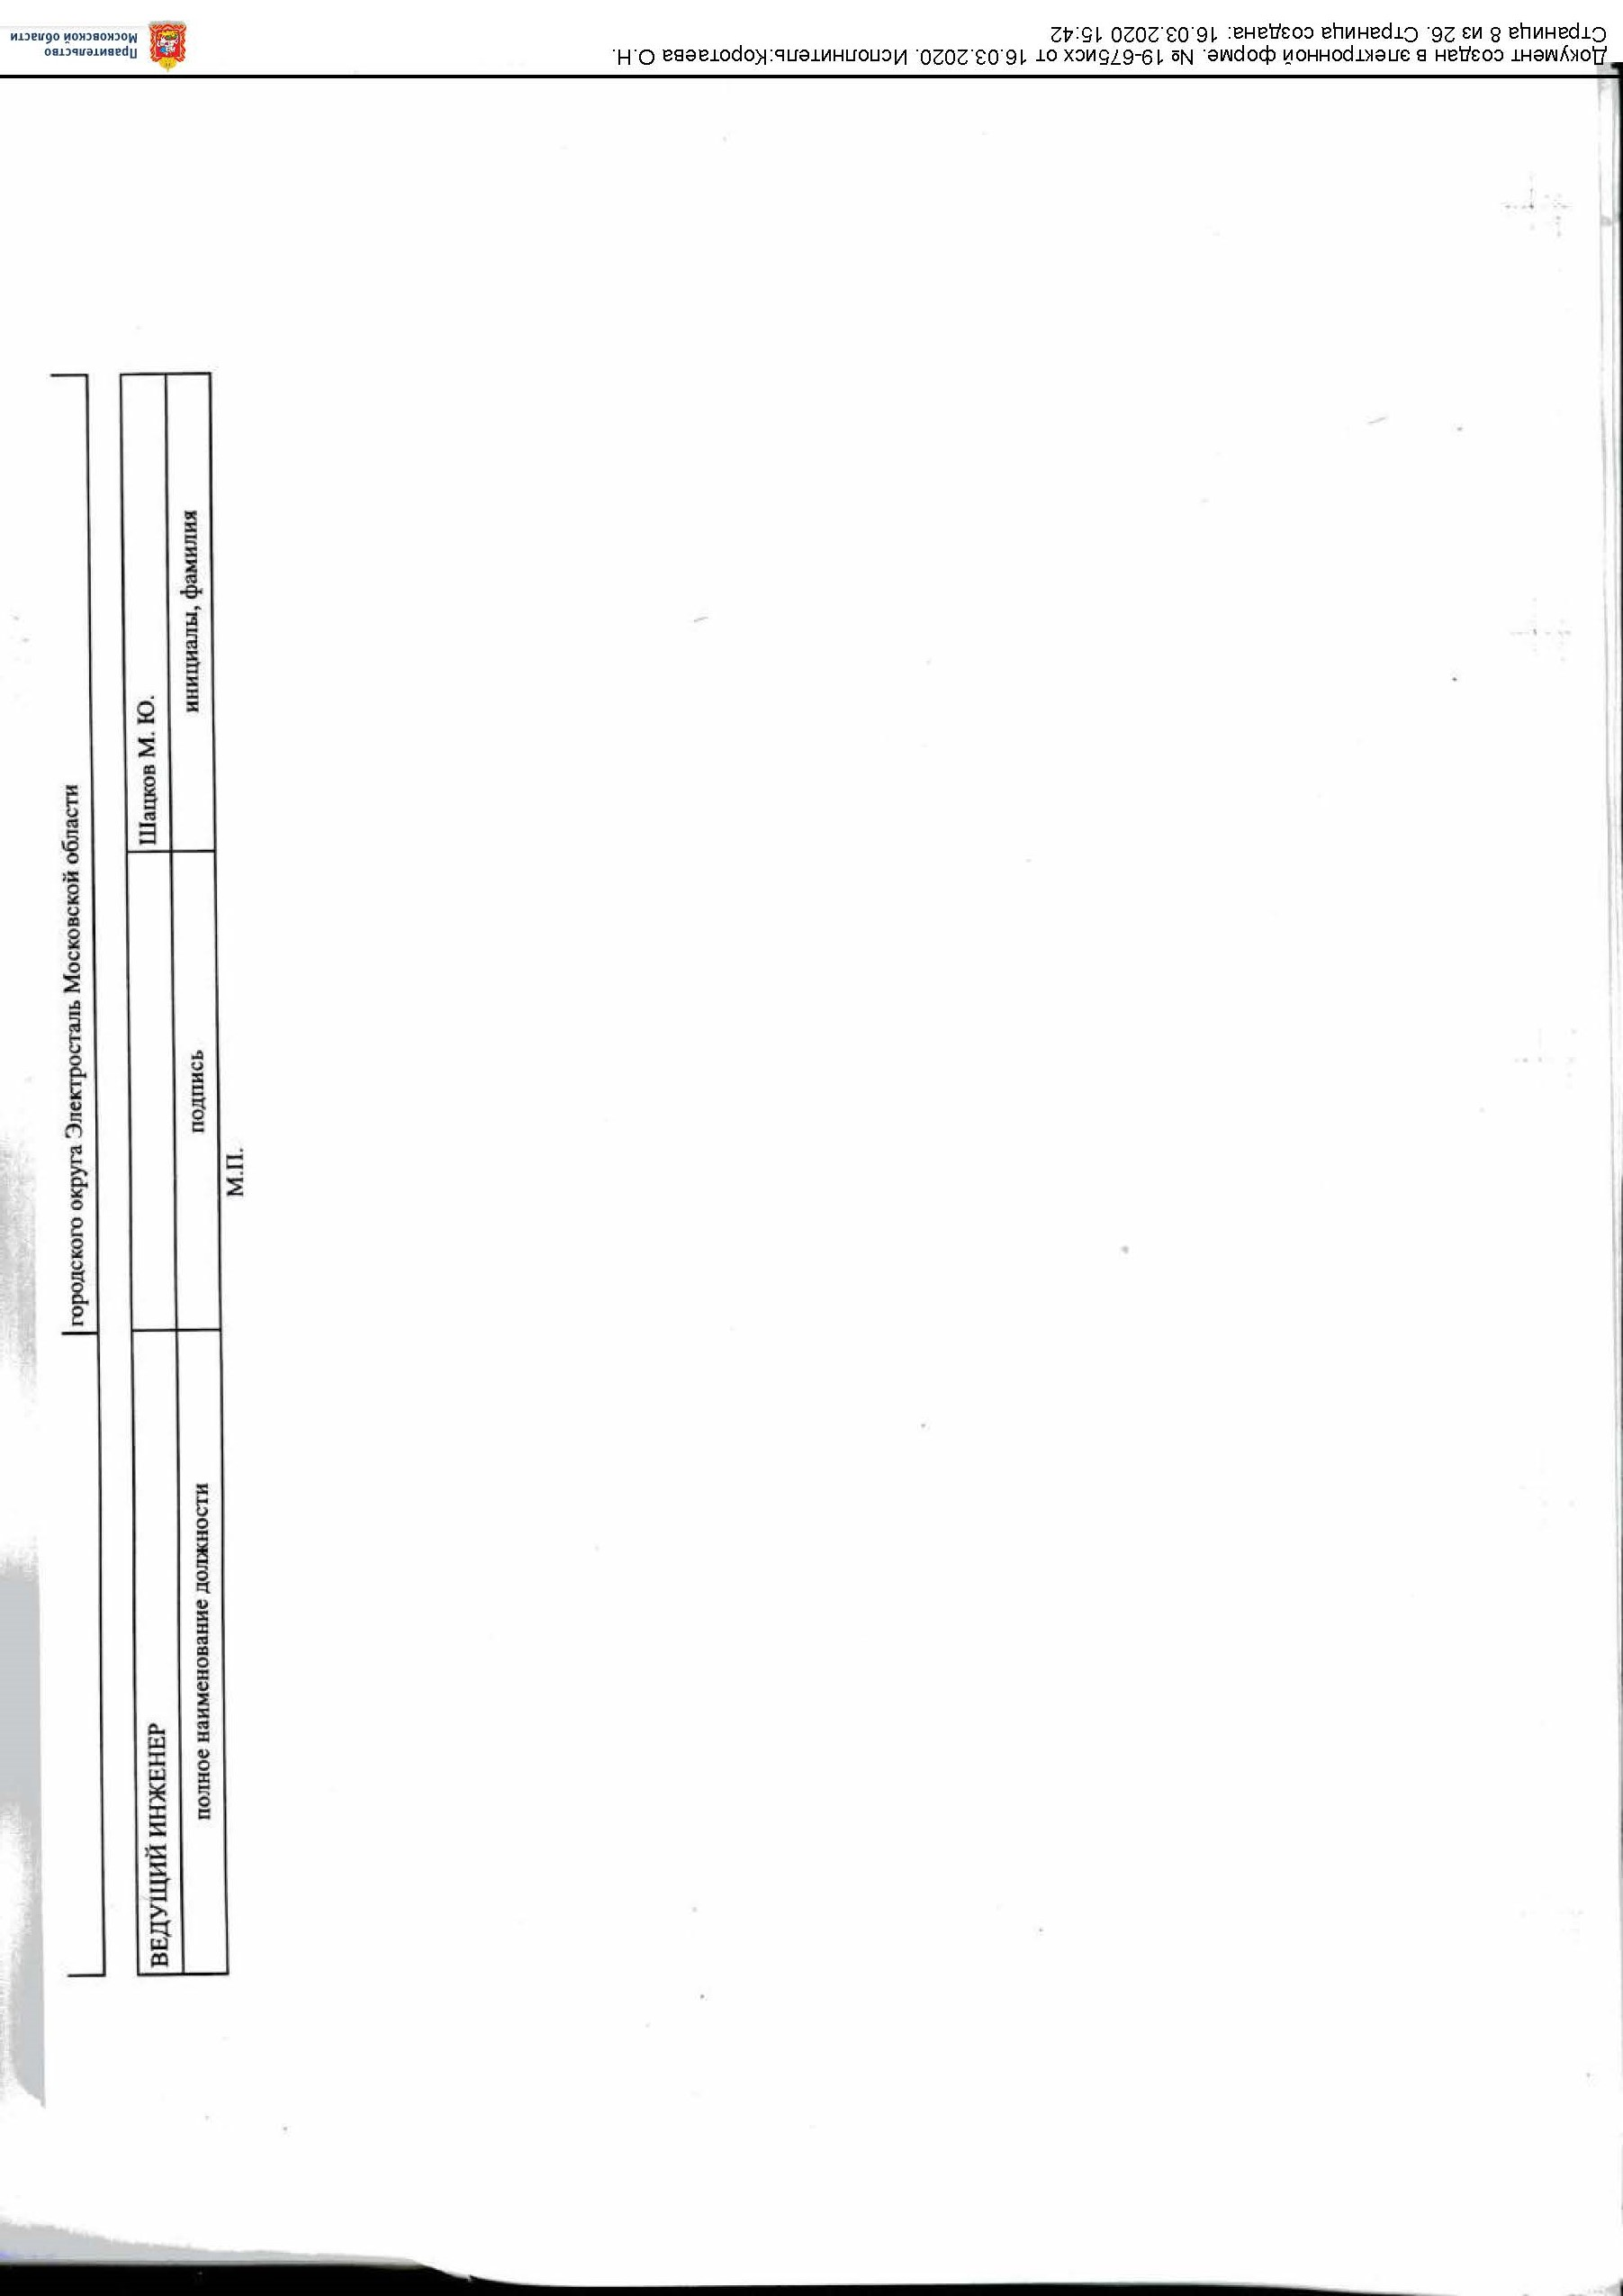 городского округа Электросталь Московской области
ВЕДУЩИЙ ИНЖЕНЕР
Шацков М. Ю.
полное наименование должности
подпись
инициалы, фамилия
М.П.
Документ создан в электронной форме. № 19-675исх от 16.03.2020. Исполнитель:Коротаева О.Н.
Страница 8 из 26. Страница создана: 16.03.2020 15:42
Правительство
Московской области